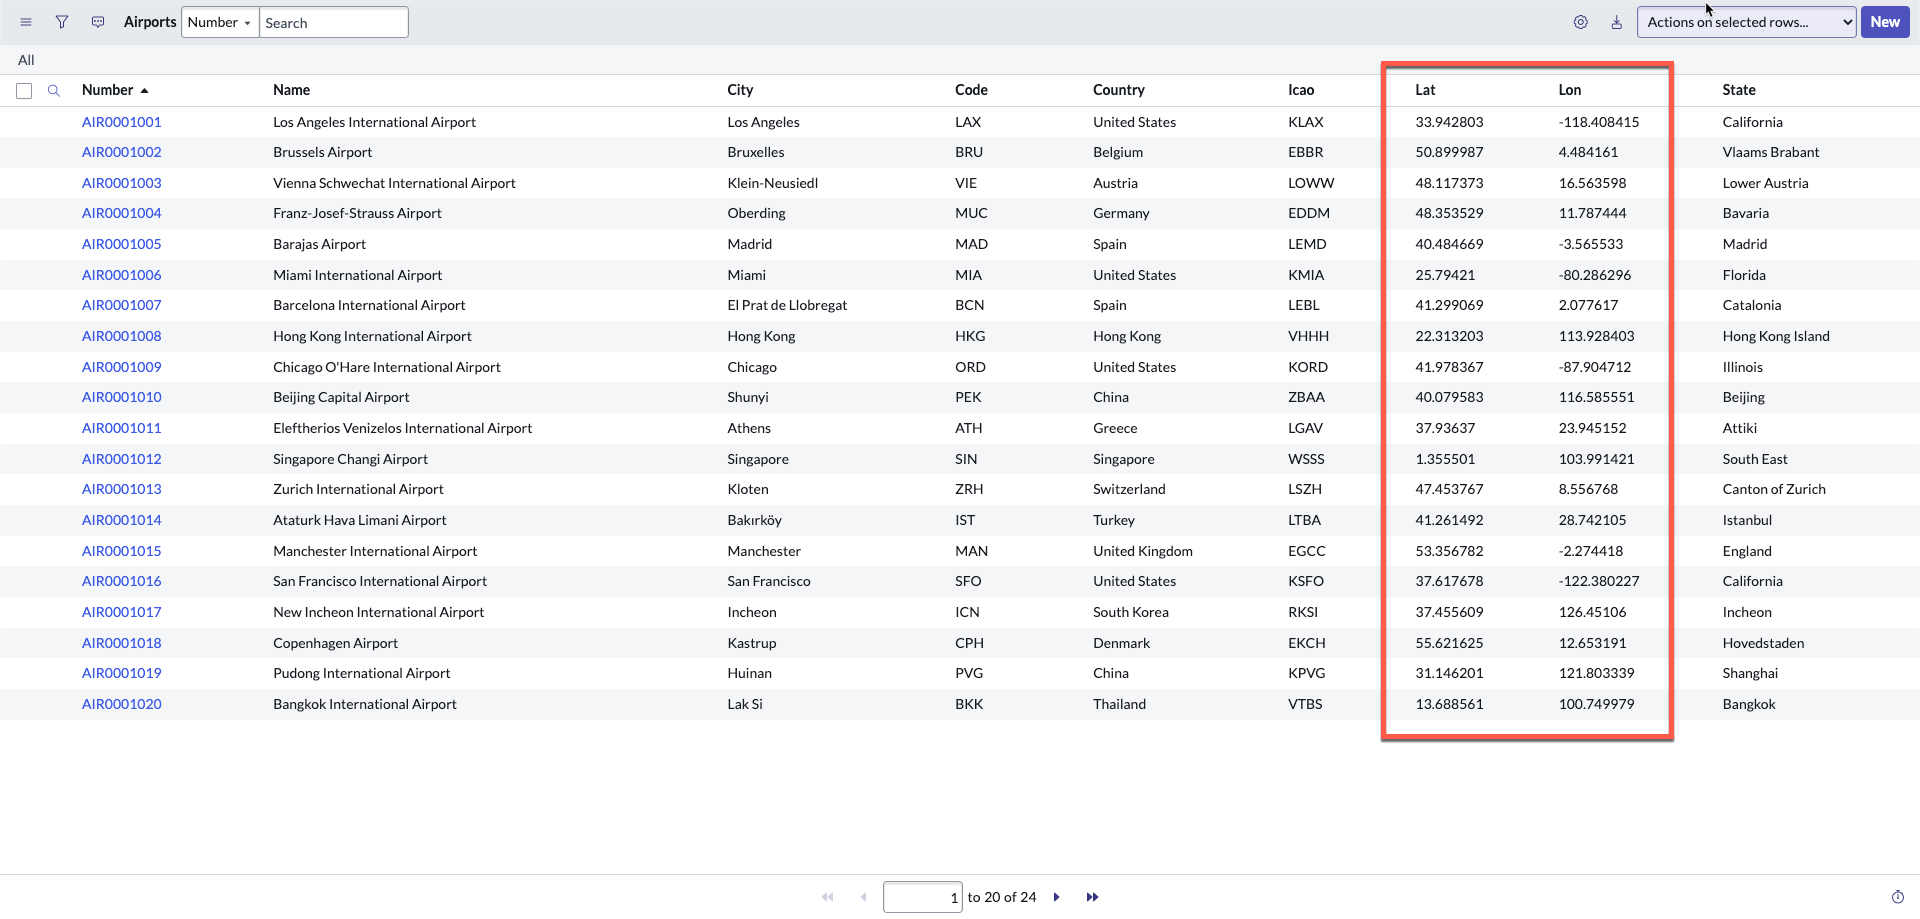 Airports Number Search Actions on selected rows... New
All
Number Name City Code Country Icao Lat Lon State
AIR0001001 Los Angeles International Airport Los Angeles LAX United States KLAX 33.942803 -118.408415 California
AIR0001002 Brussels Airport Bruxelles BRU Belgium EBBR 50.899987 4.484161 Vlaams Brabant
AIR0001003 Vienna Schwechat International Airport Klein-Neusiedl VIE Austria LOWW 48.117373 16.563598 Lower Austria
AIR0001004 Franz-Josef-Strauss Airport Oberding MUC Germany EDDM 48.353529 11.787444 Bavaria
AIR0001005 Barajas Airport Madrid MAD Spain LEMD 40.484669 -3.565533 Madrid
AIR0001006 Miami International Airport Miami MIA United States KMIA 25.79421 -80.286296 Florida
AIR0001007 Barcelona International Airport El Prat de Llobregat BCN Spain LEBL 41.299069 2.077617 Catalonia
AIR0001008 Hong Kong International Airport Hong Kong HKG Hong Kong VHHH 22.313203 113.928403 Hong Kong Island
AIR0001009 Chicago O'Hare International Airport Chicago ORD United States KORD 41.978367 -87.904712 Illinois
AIR0001010 Beijing Capital Airport Shunyi PEK China ZBAA 40.079583 116.585551 Beijing
AIR0001011 Eleftherios Venizelos International Airport Athens ATH Greece LGAV 37.93637 23.945152 Attiki
AIR0001012 Singapore Changi Airport Singapore SIN Singapore WSSS 1.355501 103.991421 South East
AIR0001013 Zurich International Airport Kloten ZRH Switzerland LSZH 47.453767 8.556768 Canton of Zurich
AIR0001014 Ataturk Hava Limani Airport Bakırköy IST Turkey LTBA 41.261492 28.742105 Istanbul
AIR0001015 Manchester International Airport Manchester MAN United Kingdom EGCC 53.356782 -2.274418 England
AIR0001016 San Francisco International Airport San Francisco SFO United States KSFO 37.617678 -122.380227 California
AIR0001017 New Incheon International Airport Incheon ICN South Korea RKSI 37.455609 126.45106 Incheon
AIR0001018 Copenhagen Airport Kastrup CPH Denmark EKCH 55.621625 12.653191 Hovedstaden
AIR0001019 Pudong International Airport Huinan PVG China KPVG 31.146201 121.803339 Shanghai
AIR0001020 Bangkok International Airport Lak Si BKK Thailand VTBS 13.688561 100.749979 Bangkok
1 to 20 of 24